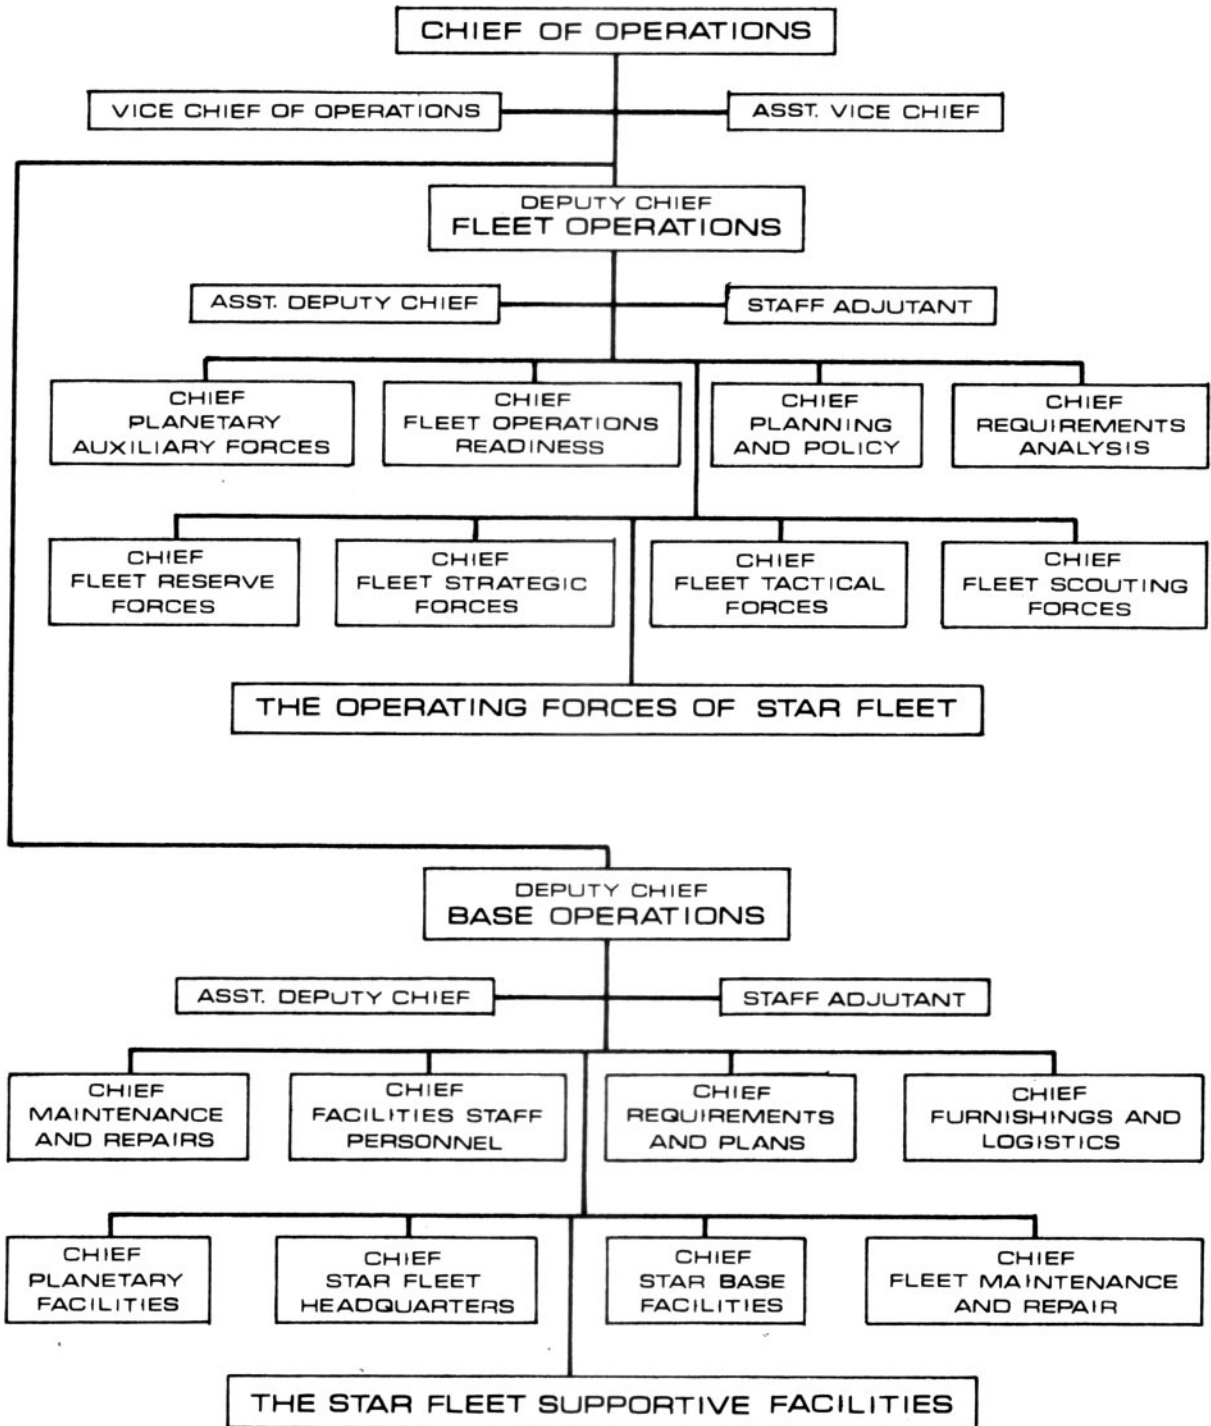 CHIEF OF OPERATIONS
VICE CHIEF OF OPERATIONS
ASST. VICE CHIEF
DEPUTY CHIEF
FLEET OPERATIONS
ASST. DEPUTY CHIEF
STAFF ADJUTANT
CHIEF
PLANETARY
AUXILIARY FORCES
CHIEF
FLEET OPERATIONS
READINESS
CHIEF
PLANNING
AND POLICY
CHIEF
REQUIREMENTS
ANALYSIS
CHIEF
FLEET RESERVE
FORCES
CHIEF
FLEET STRATEGIC
FORCES
CHIEF
FLEET TACTICAL
FORCES
CHIEF
FLEET SCOUTING
FORCES
THE OPERATING FORCES OF STAR FLEET
DEPUTY CHIEF
BASE OPERATIONS
ASST. DEPUTY CHIEF
STAFF ADJUTANT
CHIEF
MAINTENANCE
AND REPAIRS
CHIEF
FACILITIES STAFF
PERSONNEL
CHIEF
REQUIREMENTS
AND PLANS
CHIEF
FURNISHINGS AND
LOGISTICS
CHIEF
PLANETARY
FACILITIES
CHIEF
STAR FLEET
HEADQUARTERS
CHIEF
STAR BASE
FACILITIES
CHIEF
FLEET MAINTENANCE
AND REPAIR
THE STAR FLEET SUPPORTIVE FACILITIES